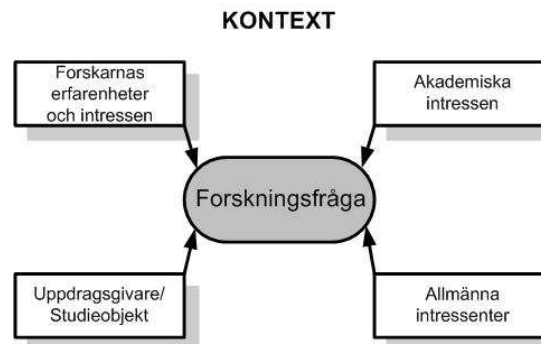 KONTEXT
Forskarnas
erfarenheter
och intressen
Akademiska
intressen
Forskningsfråga
Uppdragsgivare/
Studieobjekt
Allmänna
intressenter